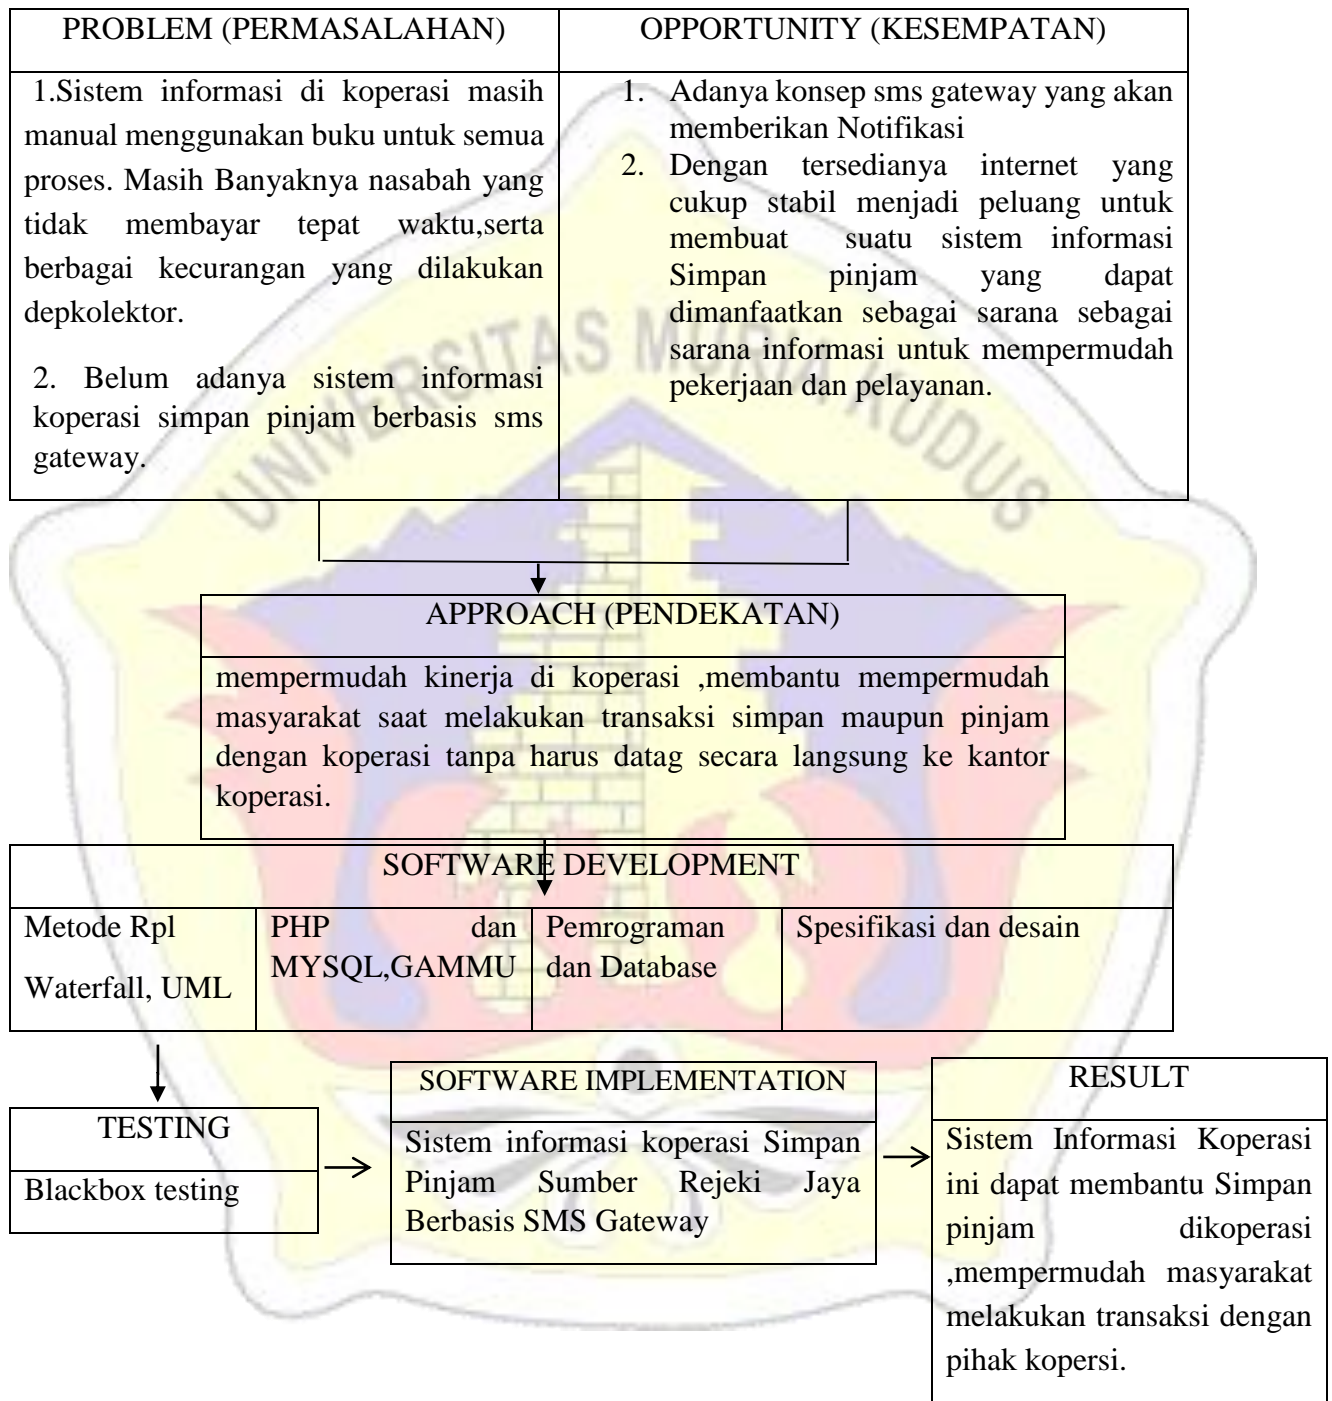 PROBLEM (PERMASALAHAN)
OPPORTUNITY (KESEMPATAN)
1.Sistem informasi di koperasi masih
manual menggunakan buku untuk semua
proses. Masih Banyaknya nasabah yang
tidak membayar tepat waktu,serta
berbagai kecurangan yang dilakukan
depkolektor.
2. Belum adanya sistem informasi
koperasi simpan pinjam berbasis sms
gateway.
1. Adanya konsep sms gateway yang akan
memberikan Notifikasi
2. Dengan tersedianya internet yang
cukup stabil menjadi peluang untuk
membuat suatu sistem informasi
Simpan pinjam yang dapat
dimanfaatkan sebagai sarana sebagai
sarana informasi untuk mempermudah
pekerjaan dan pelayanan.
UNIVERSITAS MURIA KUDUS
APPROACH (PENDEKATAN)
mempermudah kinerja di koperasi ,membantu mempermudah
masyarakat saat melakukan transaksi simpan maupun pinjam
dengan koperasi tanpa harus datag secara langsung ke kantor
koperasi.
SOFTWARE DEVELOPMENT
Metode Rpl
Waterfall, UML
PHP dan
MYSQL,GAMMU
Pemrograman
dan Database
Spesifikasi dan desain
TESTING
Blackbox testing
SOFTWARE IMPLEMENTATION
Sistem informasi koperasi Simpan
Pinjam Sumber Rejeki Jaya
Berbasis SMS Gateway
RESULT
Sistem Informasi Koperasi
ini dapat membantu Simpan
pinjam dikoperasi
,mempermudah masyarakat
melakukan transaksi dengan
pihak kopersi.